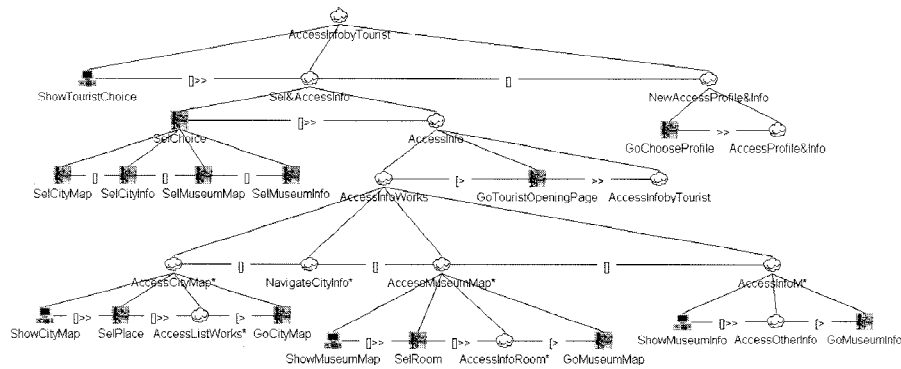 AccessInfobyTourist
[]>> []
ShowTouristChoice Sel&AccessInfo NewAccessProfile&Info
[]>> >>
SelChoice AccessInfo GoChooseProfile AccessProfile&Info
[] [] [] [> >>
SelCityMap SelCityInfo SelMuseumMap SelMuseumInfo AccessInfoWorks GoTouristOpeningPage AccessInfobyTourist
[] [] []
AccessCityMap* NavigateCityInfo* AccessMuseumMap* AccessInfoM*
[]>> []>> [> []>> [>
ShowCityMap SelPlace AccessListWorks* GoCityMap ShowMuseumInfo AccessOtherInfo GoMuseumInfo
[]>> []>> [>
ShowMuseumMap SelRoom AccessInfoRoom* GoMuseumMap